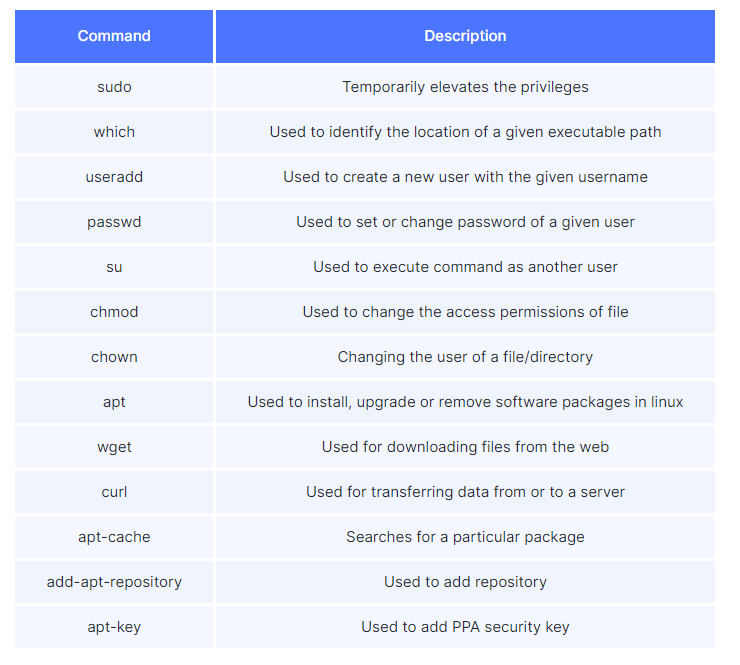 Command Description
sudo Temporarily elevates the privileges
which Used to identify the location of a given executable path
useradd Used to create a new user with the given username
passwd Used to set or change password of a given user
su Used to execute command as another user
chmod Used to change the access permissions of file
chown Changing the user of a file/directory
apt Used to install, upgrade or remove software packages in linux
wget Used for downloading files from the web
curl Used for transferring data from or to a server
apt-cache Searches for a particular package
add-apt-repository Used to add repository
apt-key Used to add PPA security key